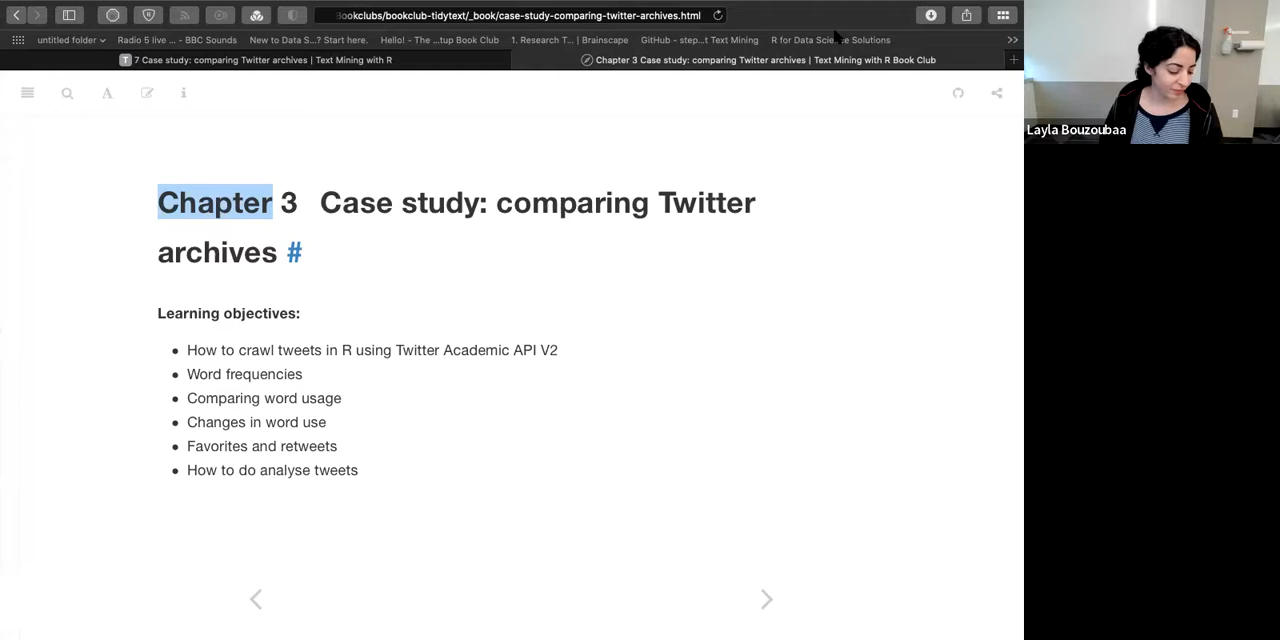 Bookclubs/bookclub-tidytext/_book/case-study-comparing-twitter-archives.html
untitled folder
Radio 5 live ... - BBC Sounds
New to Data S...? Start here.
Hello! - The ...tup Book Club
1. Research T... | Brainscape
GitHub - step...t Text Mining
R for Data Science Solutions
>>
T 7 Case study: comparing Twitter archives | Text Mining with R
Chapter 3 Case study: comparing Twitter archives | Text Mining with R Book Club
Layla Bouzoubaa
Chapter 3 Case study: comparing Twitter
archives #
Learning objectives:
• How to crawl tweets in R using Twitter Academic API V2
• Word frequencies
• Comparing word usage
• Changes in word use
• Favorites and retweets
• How to do analyse tweets